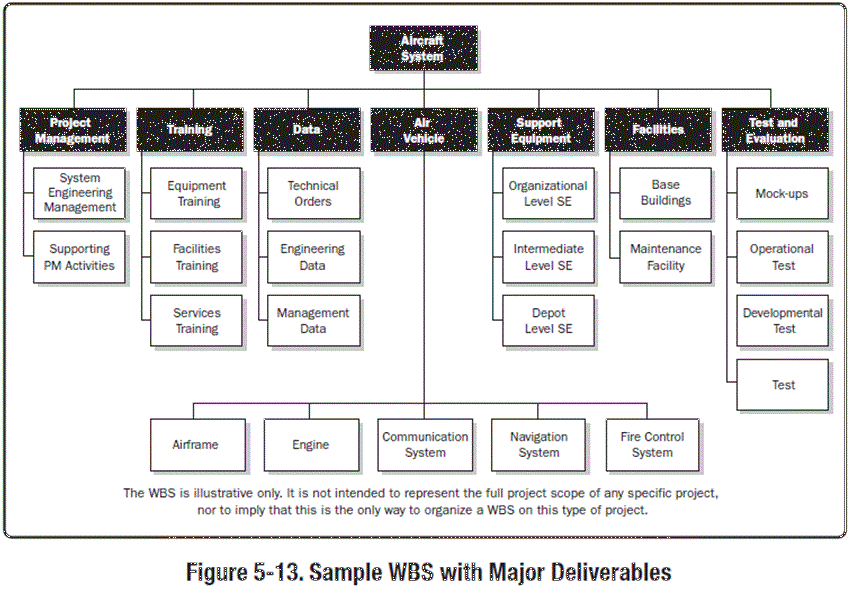 Aircraft
System
Project
Management
Training
Data
Air
Vehicle
Support
Equipment
Facilities
Test and
Evaluation
System
Engineering
Management
Supporting
PM Activities
Equipment
Training
Facilities
Training
Services
Training
Technical
Orders
Engineering
Data
Management
Data
Organizational
Level SE
Intermediate
Level SE
Depot
Level SE
Base
Buildings
Maintenance
Facility
Mock-ups
Operational
Test
Developmental
Test
Test
Airframe
Engine
Communication
System
Navigation
System
Fire Control
System
The WBS is illustrative only. It is not intended to represent the full project scope of any specific project,
nor to imply that this is the only way to organize a WBS on this type of project.
Figure 5-13. Sample WBS with Major Deliverables